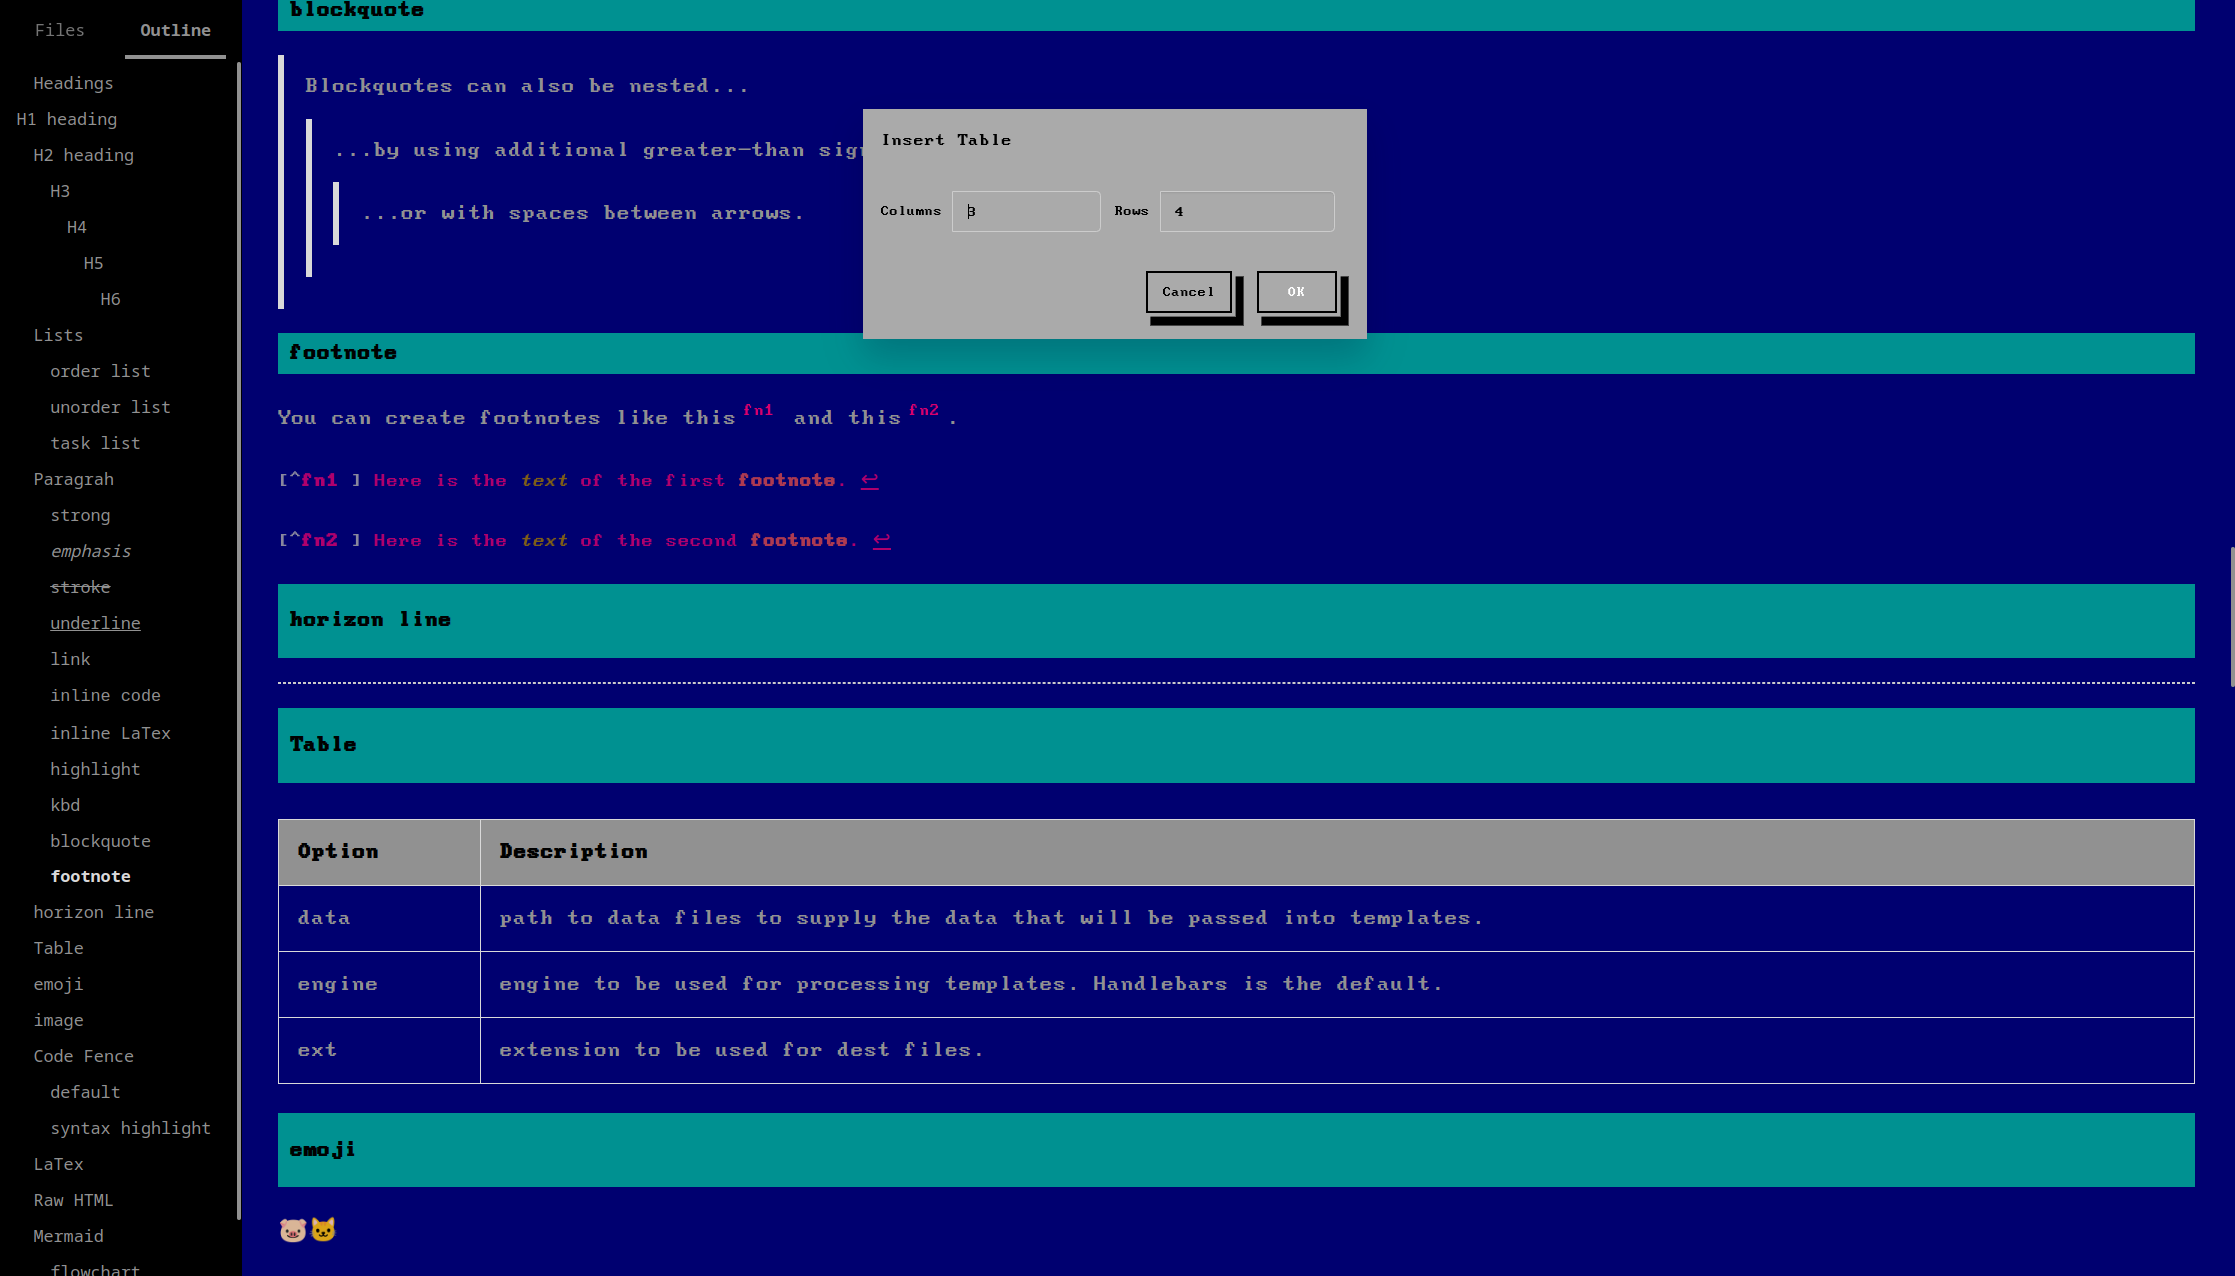 Files
Outline
Headings
H1 heading
H2 heading
H3
H4
H5
H6
Lists
order list
unorder list
task list
Paragrah
strong
emphasis
stroke
underline
link
inline code
inline LaTex
highlight
kbd
blockquote
footnote
horizon line
Table
emoji
image
Code Fence
default
syntax highlight
LaTex
Raw HTML
Mermaid
flowchart
blockquote
Blockquotes can also be nested...
...by using additional greater-than sign
...or with spaces between arrows.
Insert Table
Columns 3 Rows 4
Cancel OK
footnote
You can create footnotes like this fn1 and this fn2 .
[^fn1 ] Here is the text of the first footnote. ↩
[^fn2 ] Here is the text of the second footnote. ↩
horizon line
Table
Option Description
data path to data files to supply the data that will be passed into templates.
engine engine to be used for processing templates. Handlebars is the default.
ext extension to be used for dest files.
emoji
🐷🐱